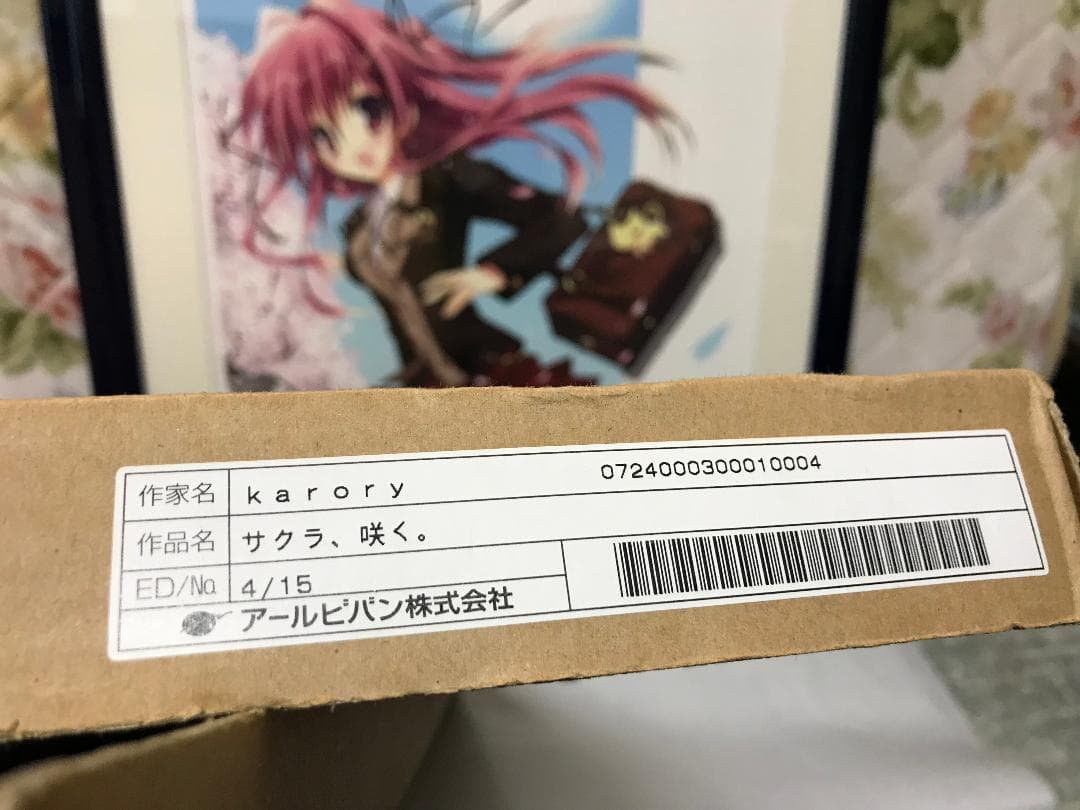 作家名 karory 0724000300010004
作品名 サクラ、咲く。
ED/No. 4/15
アールビバン株式会社